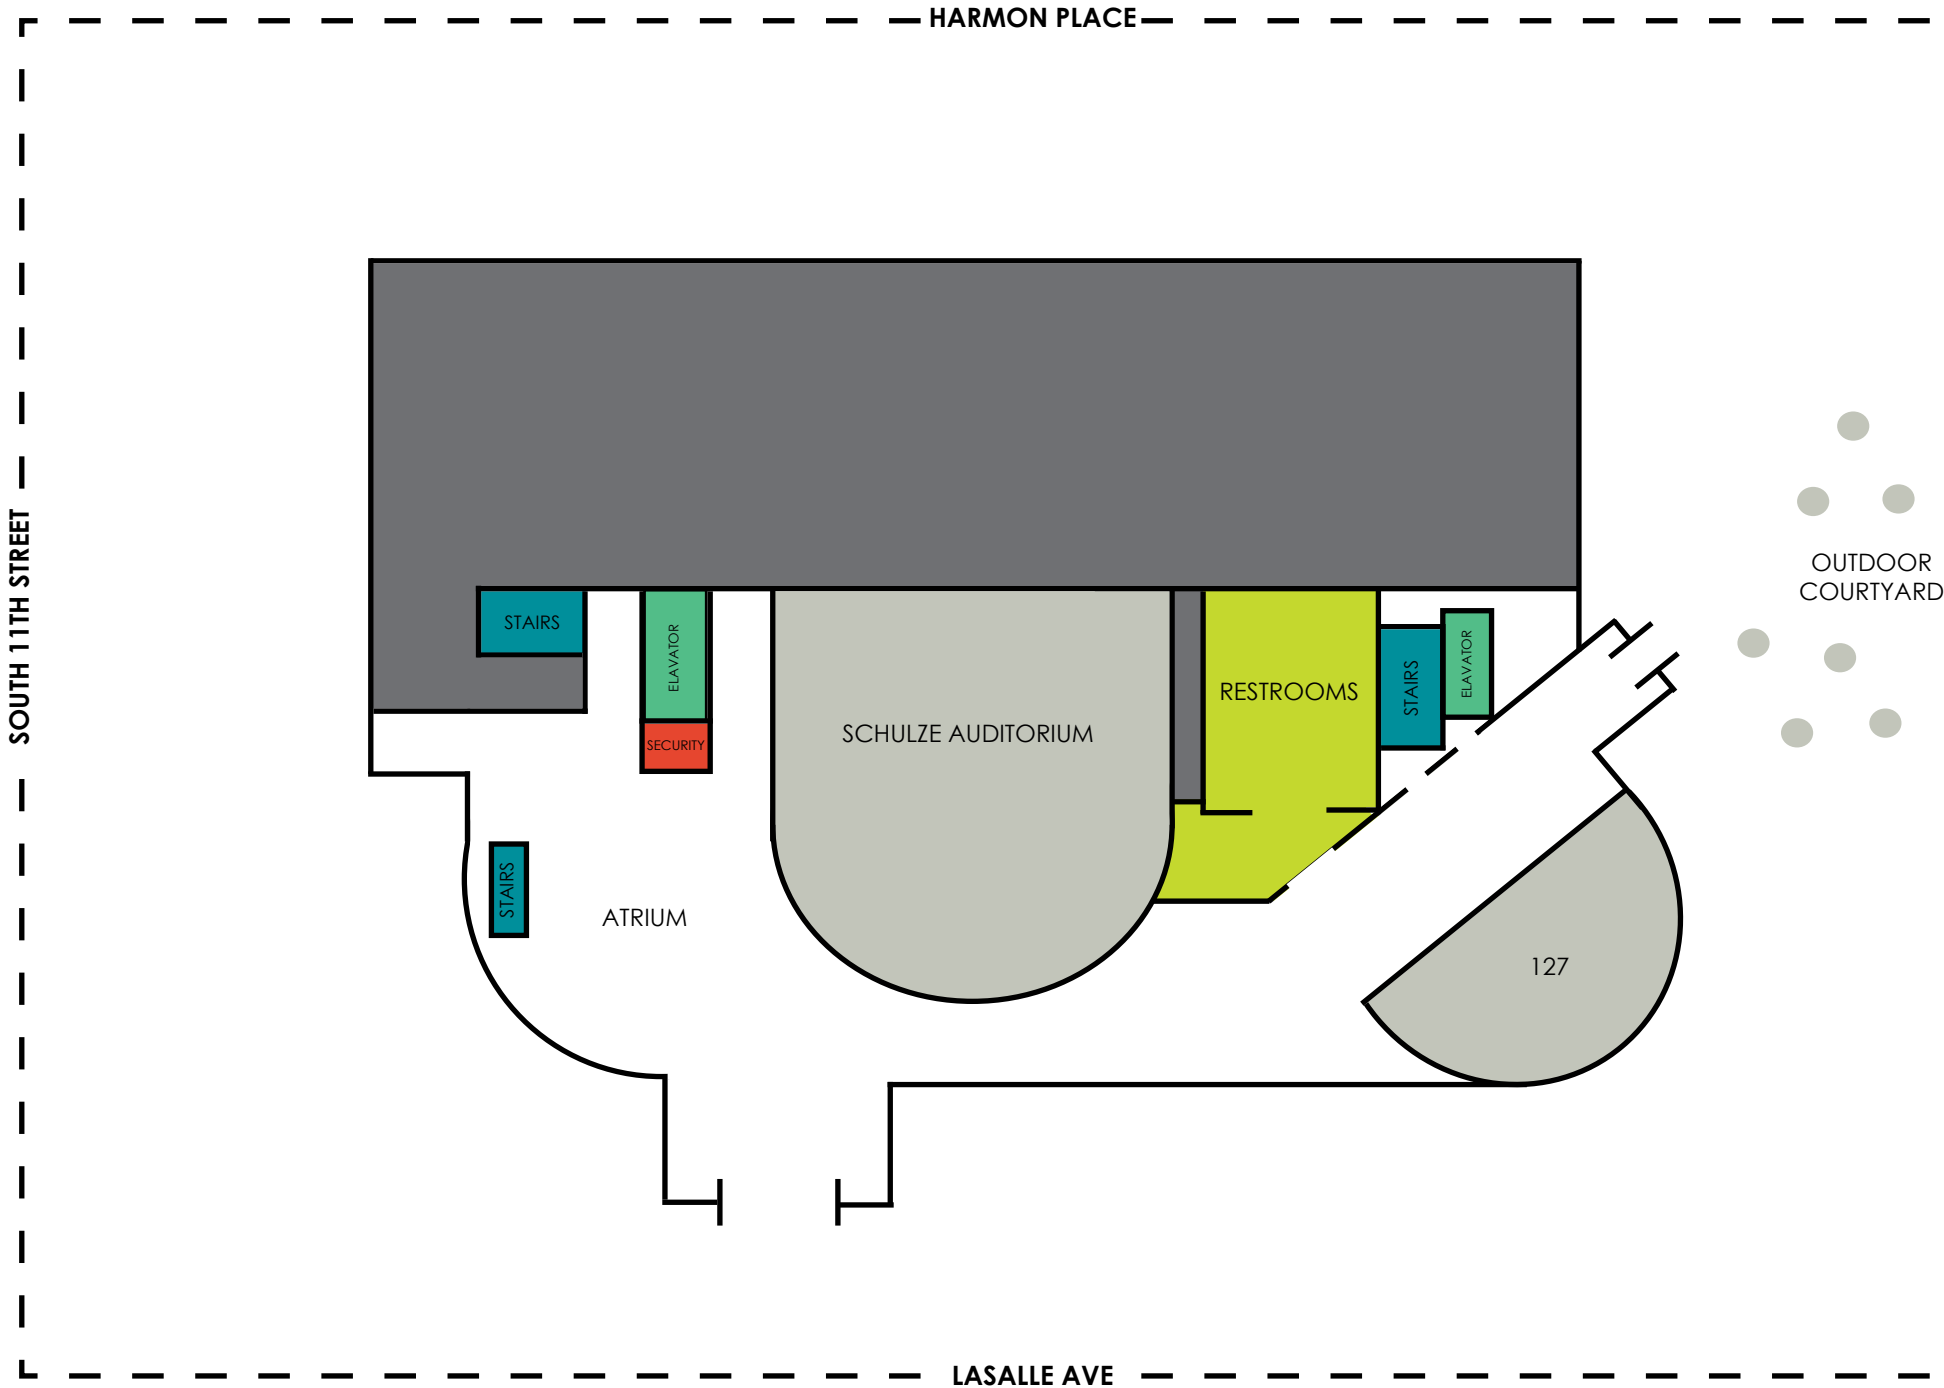 HARMON PLACE
SOUTH 11TH STREET
OUTDOOR
COURTYARD
STAIRS
ELAVATOR
SECURITY
SCHULZE AUDITORIUM
RESTROOMS
STAIRS
ELAVATOR
STAIRS
ATRIUM
127
LASALLE AVE